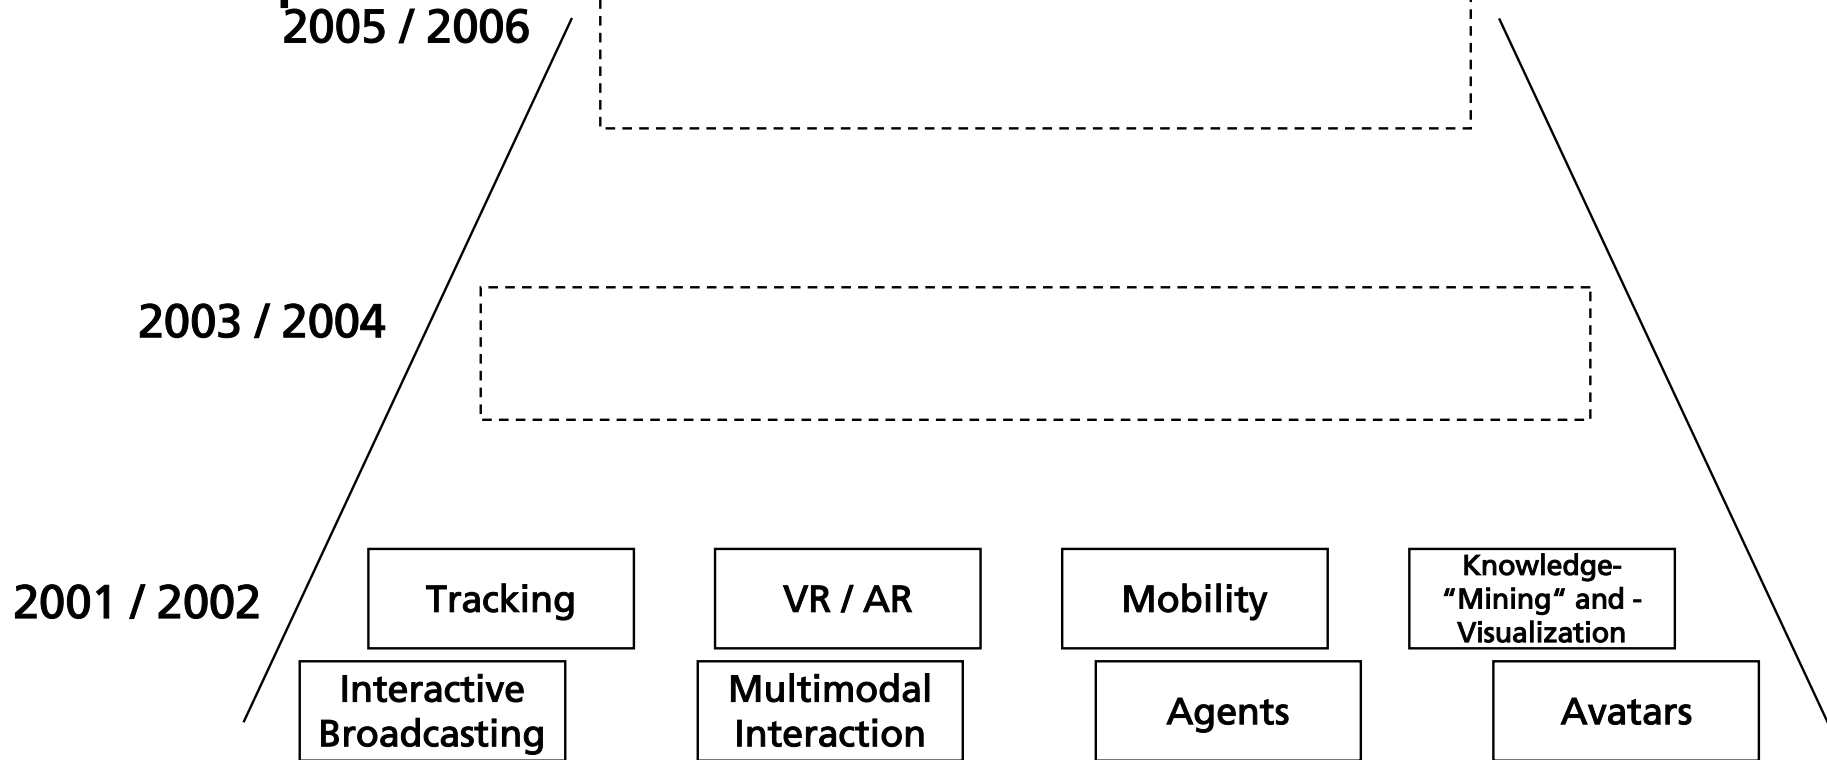 2005 / 2006
2003 / 2004
2001 / 2002
Tracking
VR / AR
Mobility
Knowledge-
“Mining“ and -
Visualization
Interactive
Broadcasting
Multimodal
Interaction
Agents
Avatars